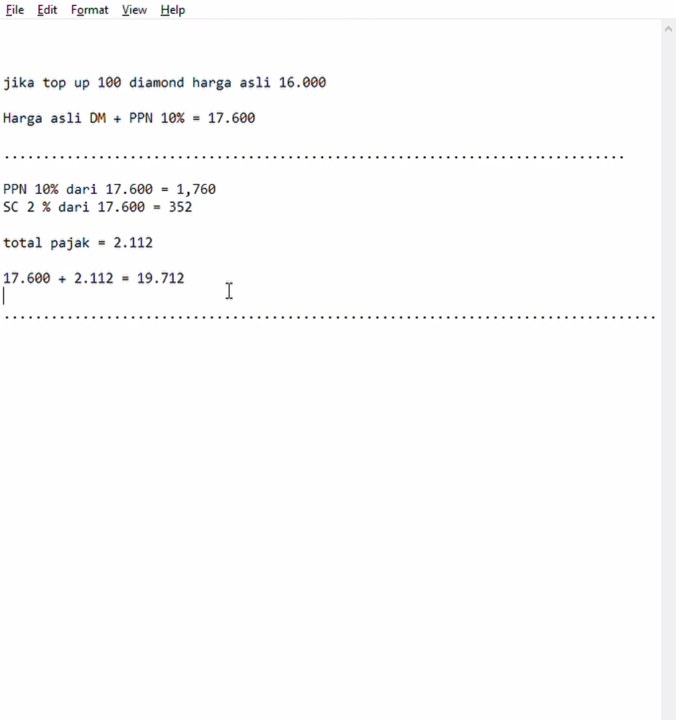 File Edit Format View Help
jika top up 100 diamond harga asli 16.000
Harga asli DM + PPN 10% = 17.600
...............................................................................
PPN 10% dari 17.600 = 1,760
SC 2 % dari 17.600 = 352
total pajak = 2.112
17.600 + 2.112 = 19.712
...................................................................................